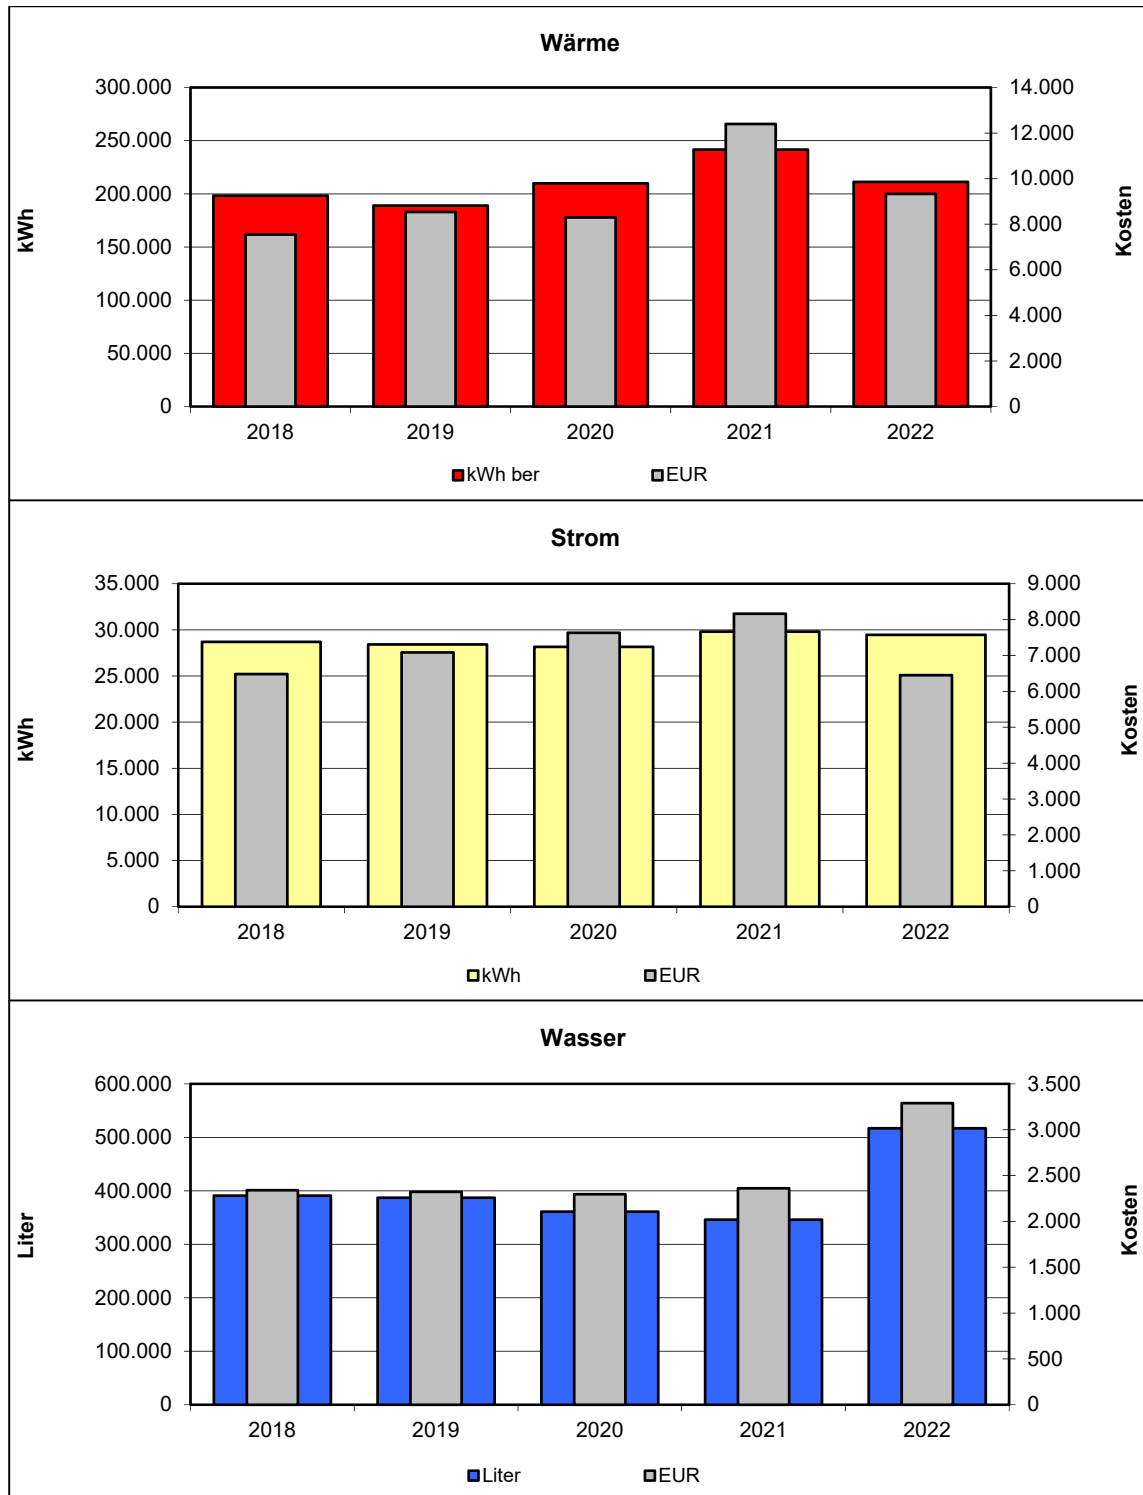 Wärme
300.000 14.000
250.000 12.000
200.000 10.000
150.000 8.000
100.000 6.000
50.000 4.000
0 2.000
0
kWh
Kosten
2018 2019 2020 2021 2022
kWh ber EUR
Strom
35.000 9.000
30.000 8.000
25.000 7.000
20.000 6.000
15.000 5.000
10.000 4.000
5.000 3.000
0 2.000
1.000
0
kWh
Kosten
2018 2019 2020 2021 2022
kWh EUR
Wasser
600.000 3.500
500.000 3.000
400.000 2.500
300.000 2.000
200.000 1.500
100.000 1.000
0 500
0
Liter
Kosten
2018 2019 2020 2021 2022
Liter EUR